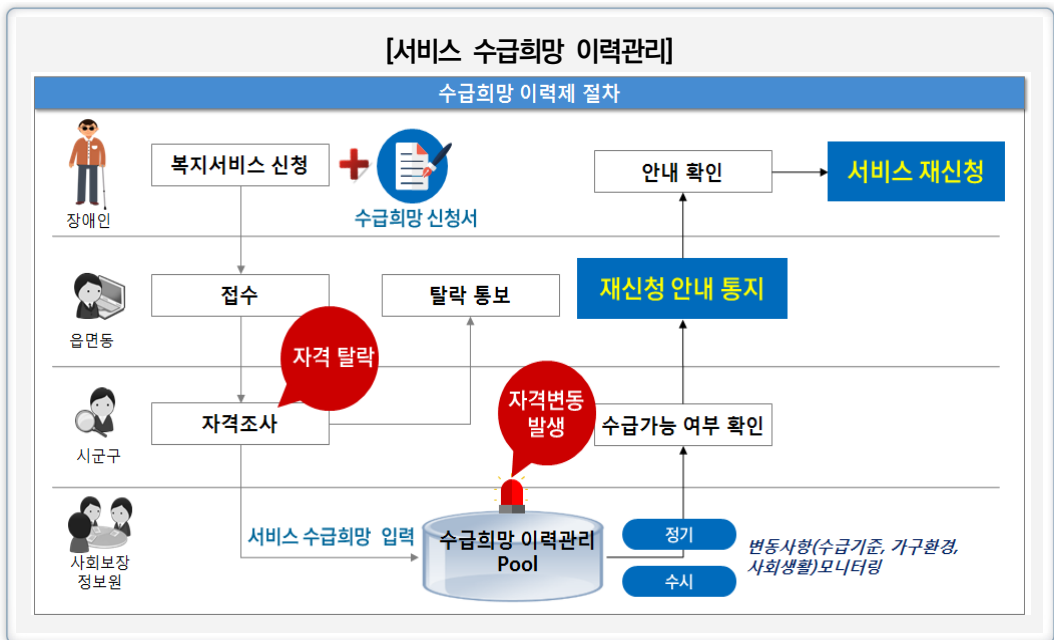 [서비스 수급희망 이력관리]
수급희망 이력제 절차
장애인
복지서비스 신청
수급희망 신청서
안내 확인
서비스 재신청
읍면동
접수
탈락 통보
재신청 안내 통지
자격 탈락
시군구
자격조사
자격변동
발생
수급가능 여부 확인
사회보장
정보원
서비스 수급희망 입력
수급희망 이력관리
Pool
정기
수시
변동사항(수급기준, 가구환경,
사회생활)모니터링